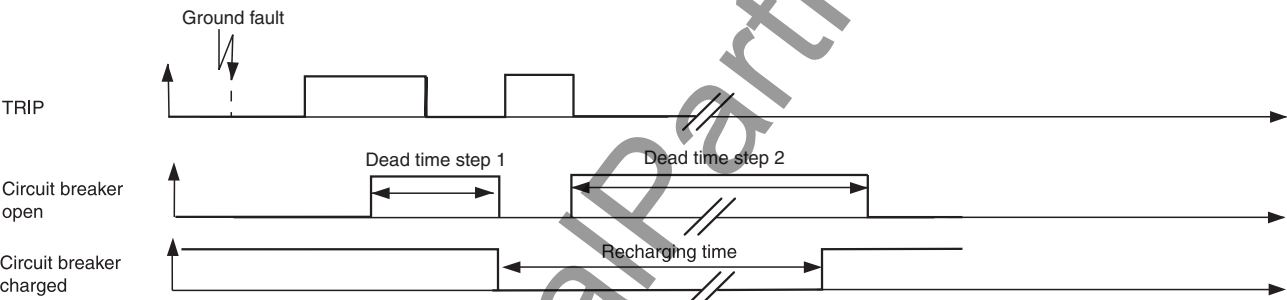 Ground fault
TRIP
Dead time step 1
Dead time step 2
Circuit breaker
open
Recharging time
Circuit breaker
charged